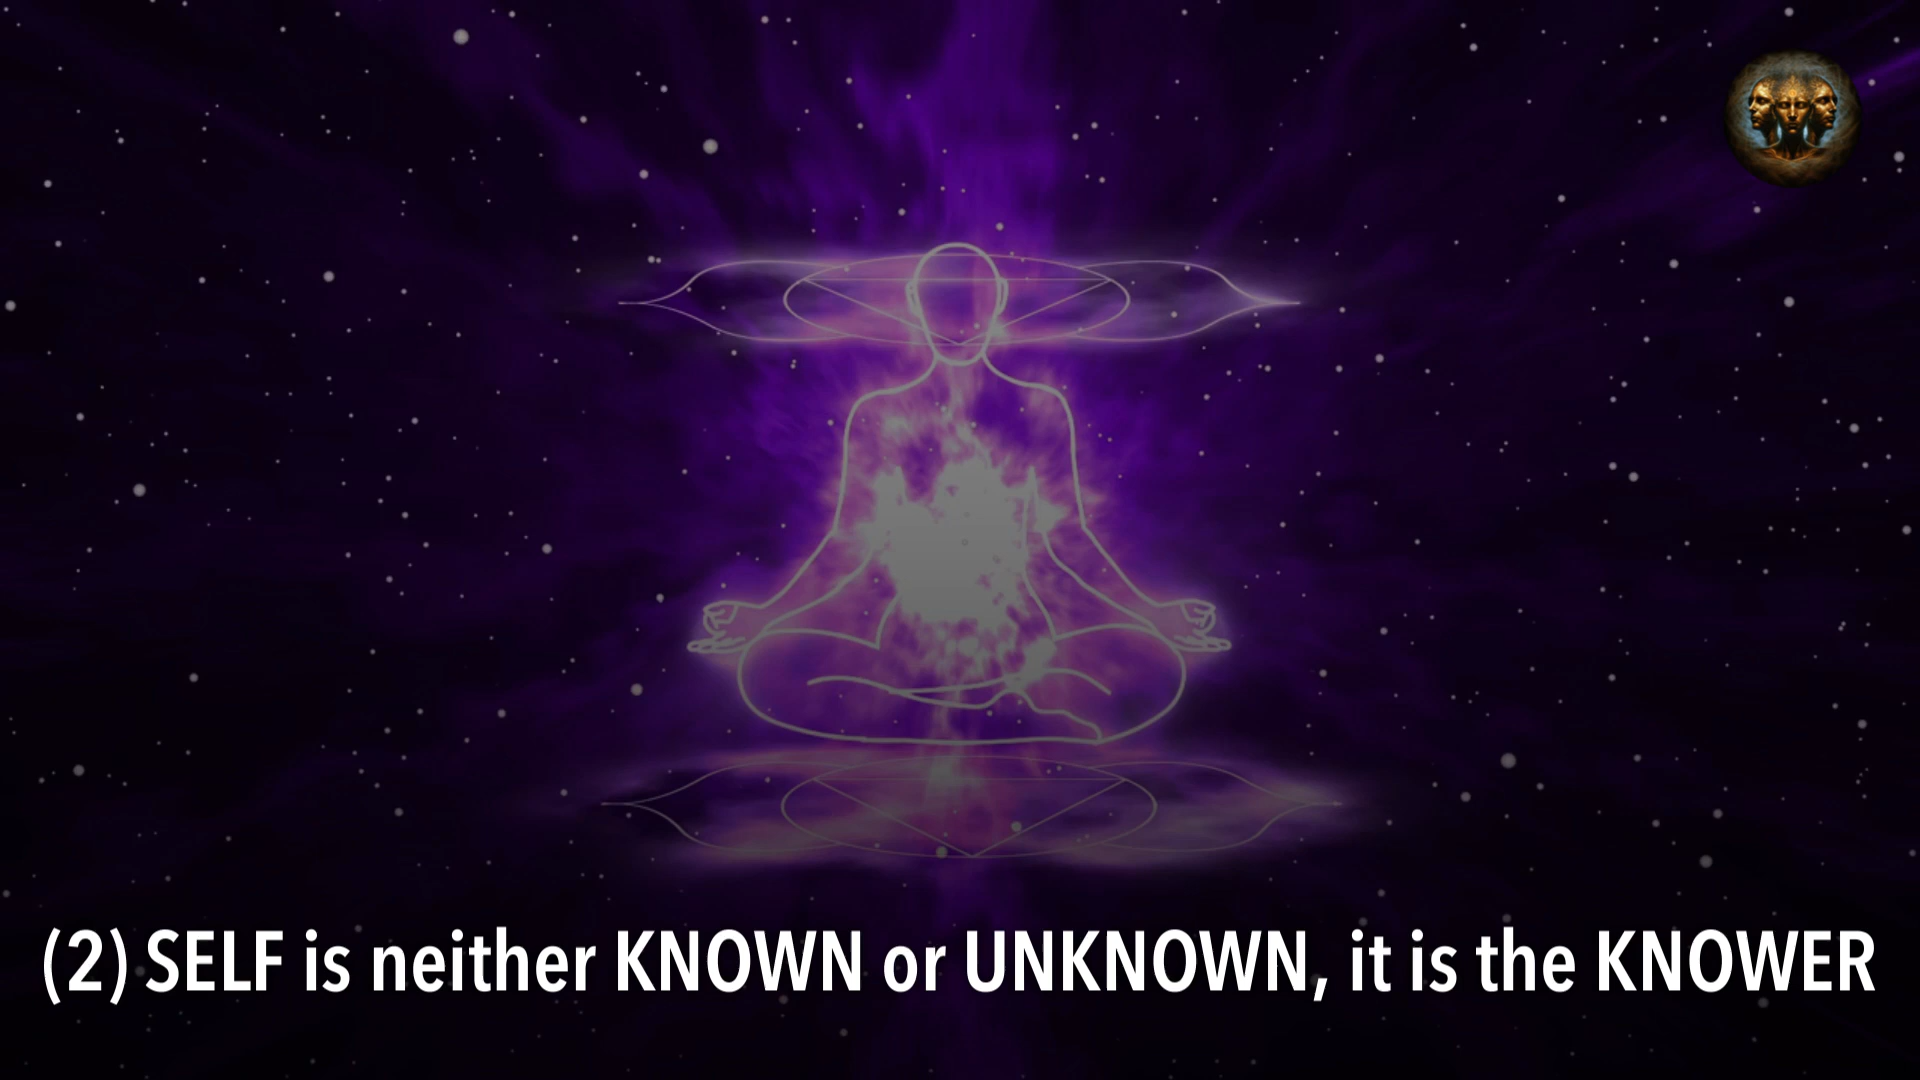 (2) SELF is neither KNOWN or UNKNOWN, it is the KNOWER